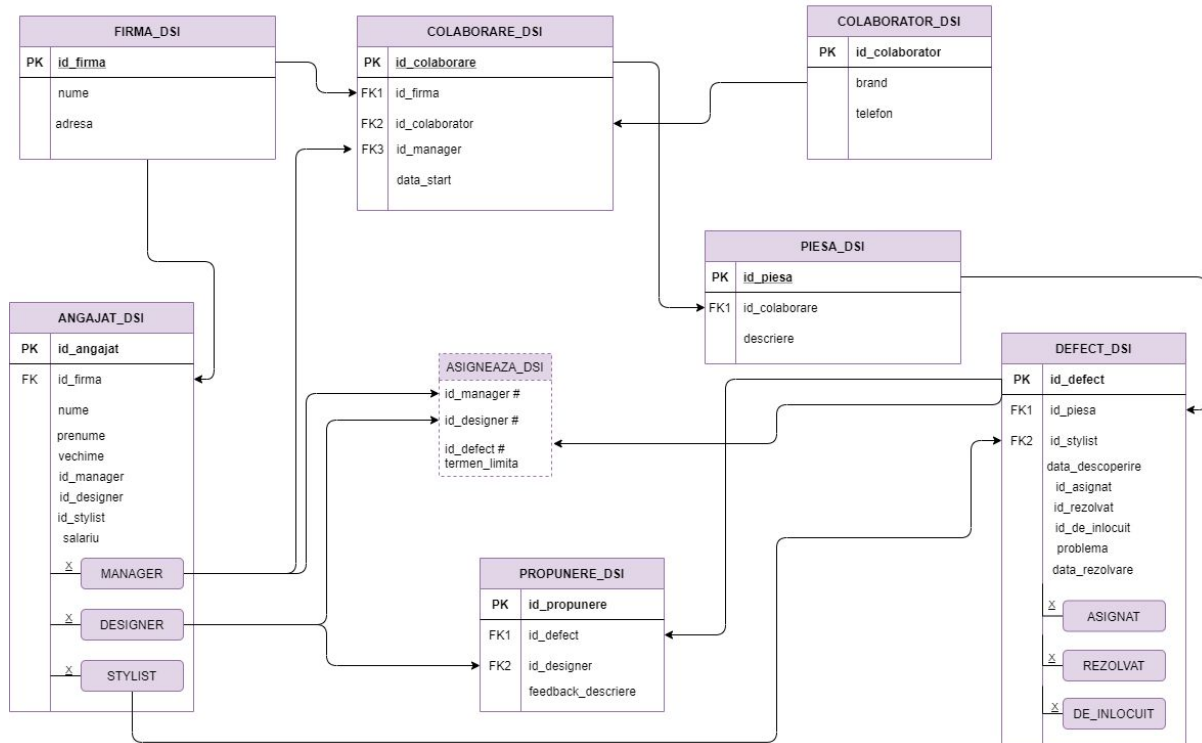 FIRMA_DSI
PK id_firma
nume
adresa
COLABORARE_DSI
PK id_colaborare
FK1 id_firma
FK2 id_colaborator
FK3 id_manager
data_start
COLABORATOR_DSI
PK id_colaborator
brand
telefon
PIESA_DSI
PK id_piesa
FK1 id_colaborare
descriere
ANGAJAT_DSI
PK id_angajat
FK id_firma
nume
prenume
vechime
id_manager
id_designer
id_stylist
salariu
X MANAGER
X DESIGNER
X STYLIST
ASIGNEAZA_DSI
id_manager #
id_designer #
id_defect #
termen_limita
PROPUNERE_DSI
PK id_propunere
FK1 id_defect
FK2 id_designer
feedback_descriere
DEFECT_DSI
PK id_defect
FK1 id_piesa
FK2 id_stylist
data_descoperire
id_asignat
id_rezolvat
id_de_inlocuit
problema
data_rezolvare
X ASIGNAT
X REZOLVAT
X DE_INLOCUIT